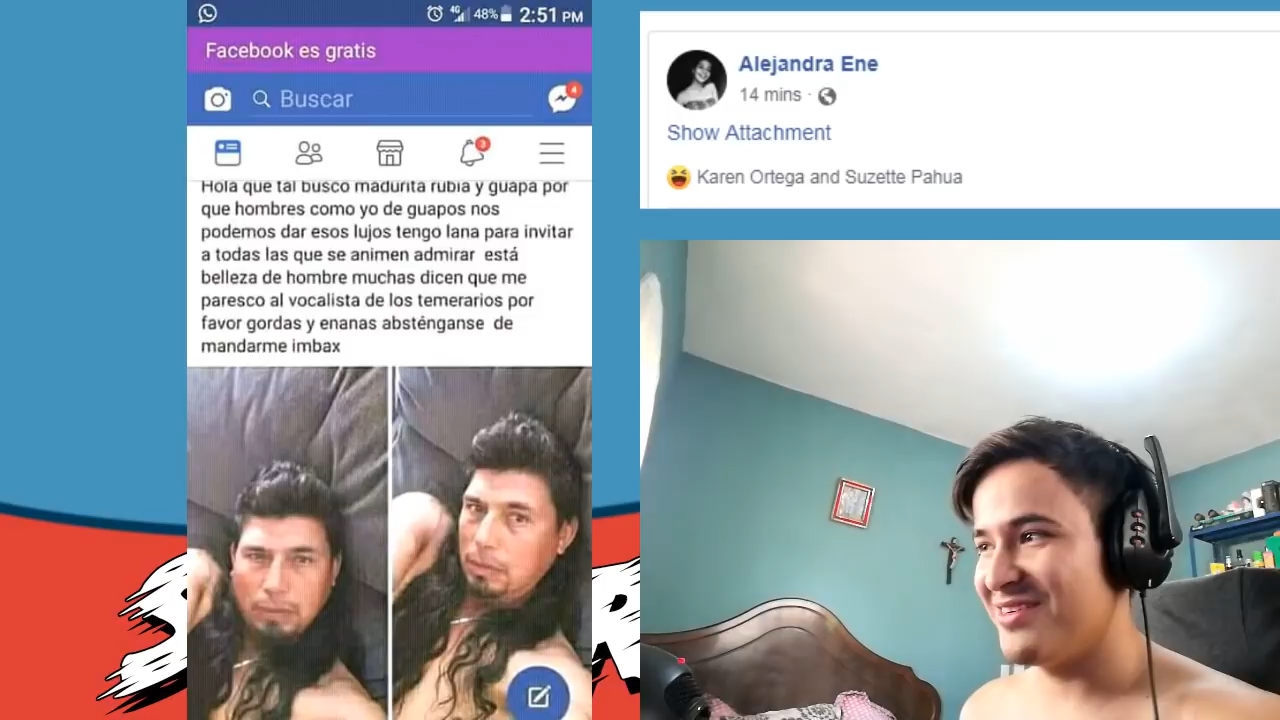 4G 48% 2:51 PM
Facebook es gratis
Buscar
4
3
Hola que tal busco madurita rubia y guapa por
que hombres como yo de guapos nos
podemos dar esos lujos tengo lana para invitar
a todas las que se animen admirar está
belleza de hombre muchas dicen que me
paresco al vocalista de los temerarios por
favor gordas y enanas absténganse de
mandarme imbax
Alejandra Ene
14 mins ·
Show Attachment
Karen Ortega and Suzette Pahua